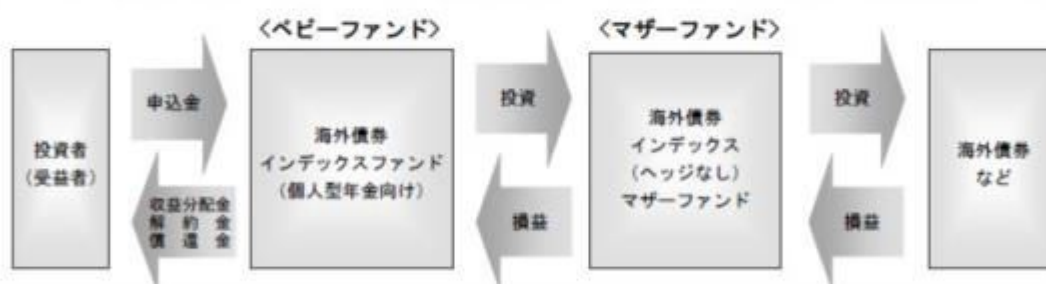 〈ベビーファンド〉
〈マザーファンド〉
投資者
（受益者）
申込金
収益分配金
解約金
償還金
海外債券
インデックスファンド
（個人型年金向け）
投資
損益
海外債券
インデックス
（ヘッジなし）
マザーファンド
投資
損益
海外債券
など